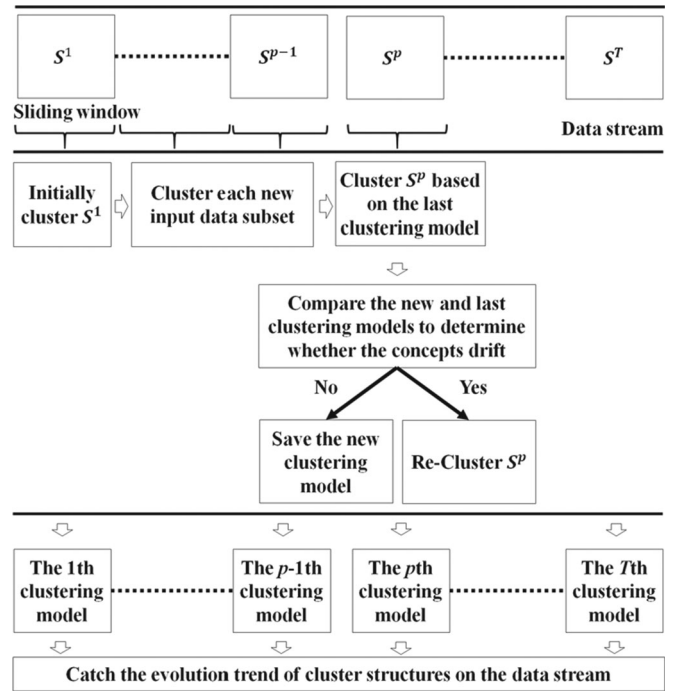 S¹ S^{p-1} S^p S^T
Sliding window
Data stream
Initially
cluster S¹
Cluster each new
input data subset
Cluster S^p based
on the last
clustering model
Compare the new and last
clustering models to determine
whether the concepts drift
No Yes
Save the new
clustering
model
Re-Cluster S^p
The 1th
clustering
model
The p-1th
clustering
model
The pth
clustering
model
The Tth
clustering
model
Catch the evolution trend of cluster structures on the data stream